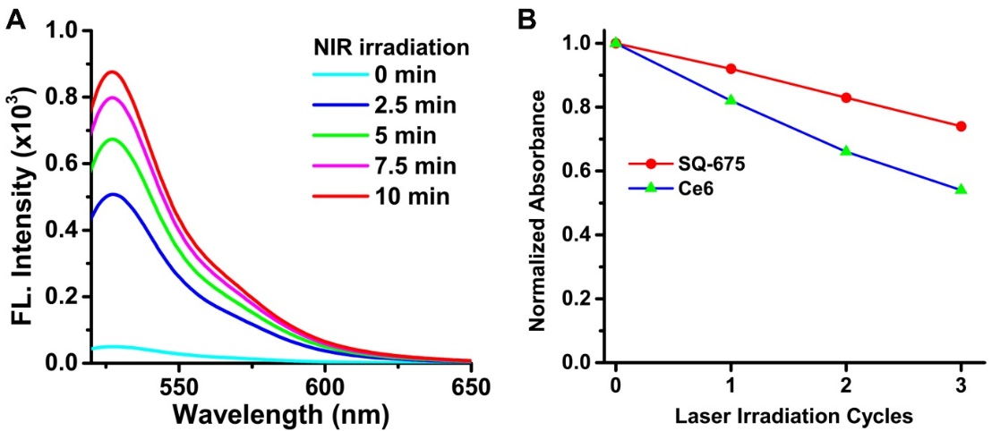 A
FL. Intensity (x10³)
1.0
0.8
0.6
0.4
0.2
0.0
NIR irradiation
0 min
2.5 min
5 min
7.5 min
10 min
550
600
650
Wavelength (nm)
B
Normalized Absorbance
1.0
0.8
0.6
0.4
0.2
0.0
SQ-675
Ce6
0
1
2
3
Laser Irradiation Cycles